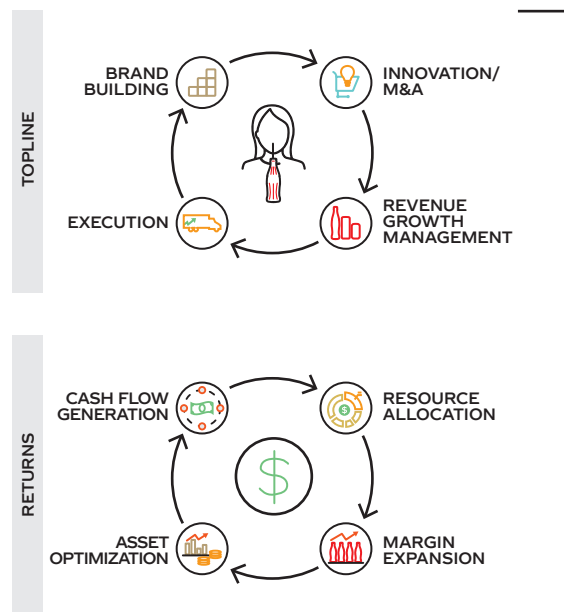 TOPLINE
BRAND
BUILDING
INNOVATION/
M&A
EXECUTION
REVENUE
GROWTH
MANAGEMENT
RETURNS
CASH FLOW
GENERATION
RESOURCE
ALLOCATION
$
$
ASSET
OPTIMIZATION
MARGIN
EXPANSION